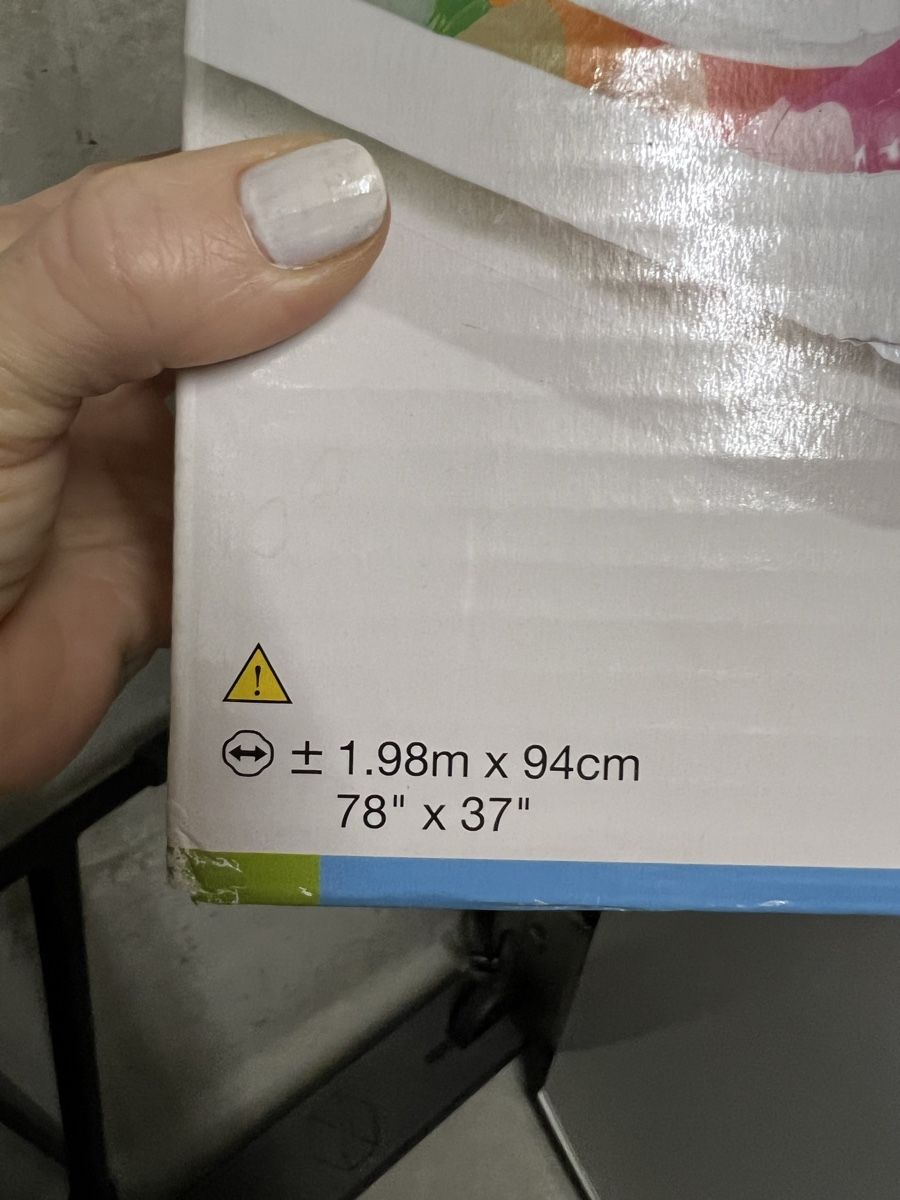 ± 1.98m x 94cm
78" x 37"